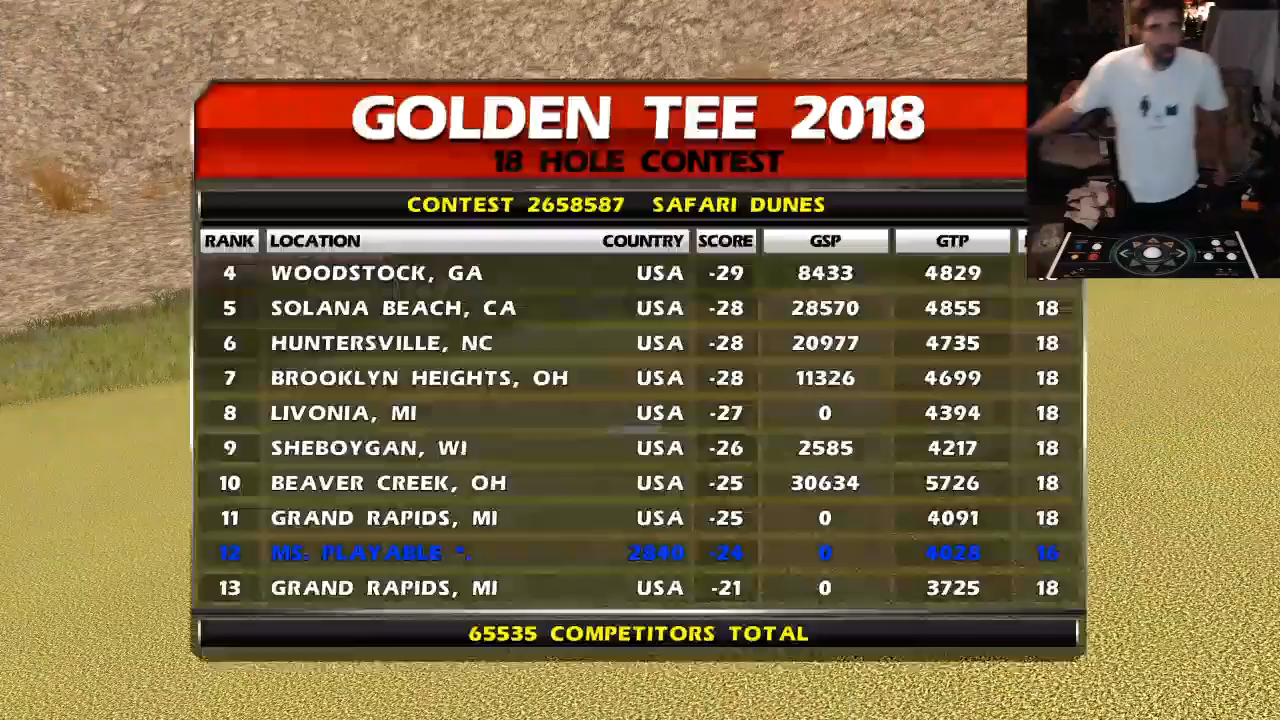 GOLDEN TEE 2018
18 HOLE CONTEST
CONTEST 2658587 SAFARI DUNES
RANK LOCATION COUNTRY SCORE GSP GTP
4 WOODSTOCK, GA USA -29 8433 4829
5 SOLANA BEACH, CA USA -28 28570 4855 18
6 HUNTERSVILLE, NC USA -28 20977 4735 18
7 BROOKLYN HEIGHTS, OH USA -28 11326 4699 18
8 LIVONIA, MI USA -27 0 4394 18
9 SHEBOYGAN, WI USA -26 2585 4217 18
10 BEAVER CREEK, OH USA -25 30634 5726 18
11 GRAND RAPIDS, MI USA -25 0 4091 18
12 MS. PLAYABLE *. 2840 -24 0 4028 16
13 GRAND RAPIDS, MI USA -21 0 3725 18
65535 COMPETITORS TOTAL